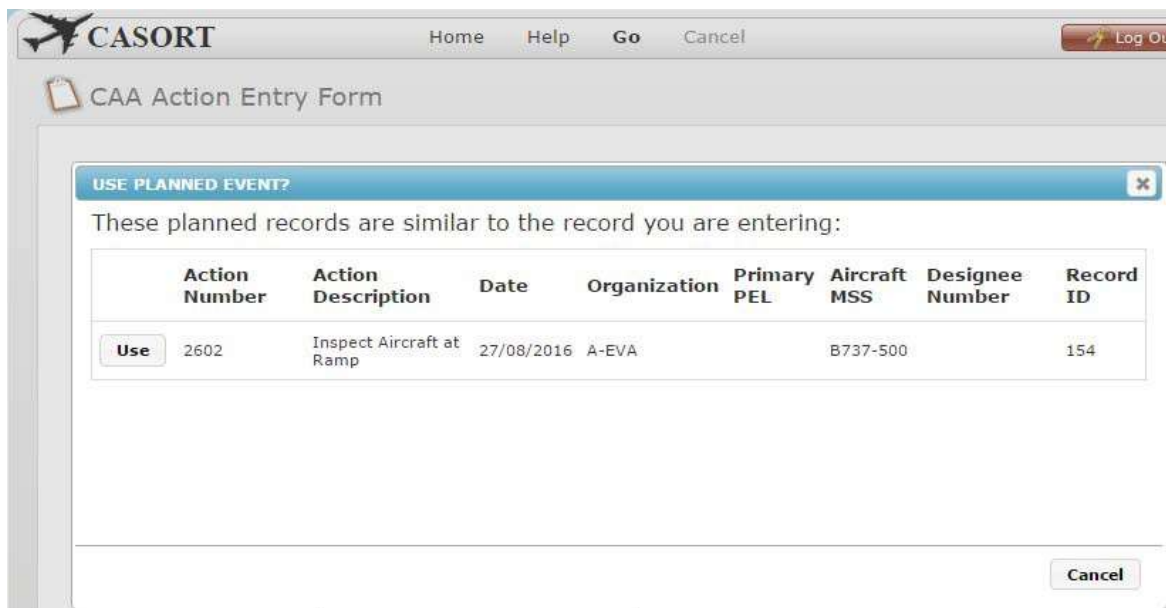 CASORT Home Help Go Cancel Log Ou
CAA Action Entry Form
USE PLANNED EVENT?
These planned records are similar to the record you are entering:
Action Number Action Description Date Organization Primary PEL Aircraft MSS Designee Number Record ID
Use 2602 Inspect Aircraft at Ramp 27/08/2016 A-EVA B737-500 154
Cancel